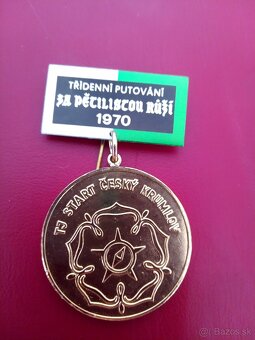 TŘÍDENNÍ PUTOVÁNÍ
ZA PĚTILISTOU RŮŽÍ
1970
TJ START ČESKÝ KRUMLOV
Bazos.sk